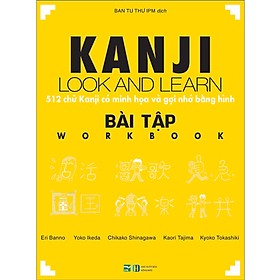 BAN TU THƯ IPM dịch
KANJI
LOOK AND LEARN
512 chữ Kanji có minh họa và gợi nhớ bằng hình
BÀI TẬP
WORKBOOK
Eri Banno Yoko Ikeda Chikako Shinagawa Kaori Tajima Kyoko Tokashiki